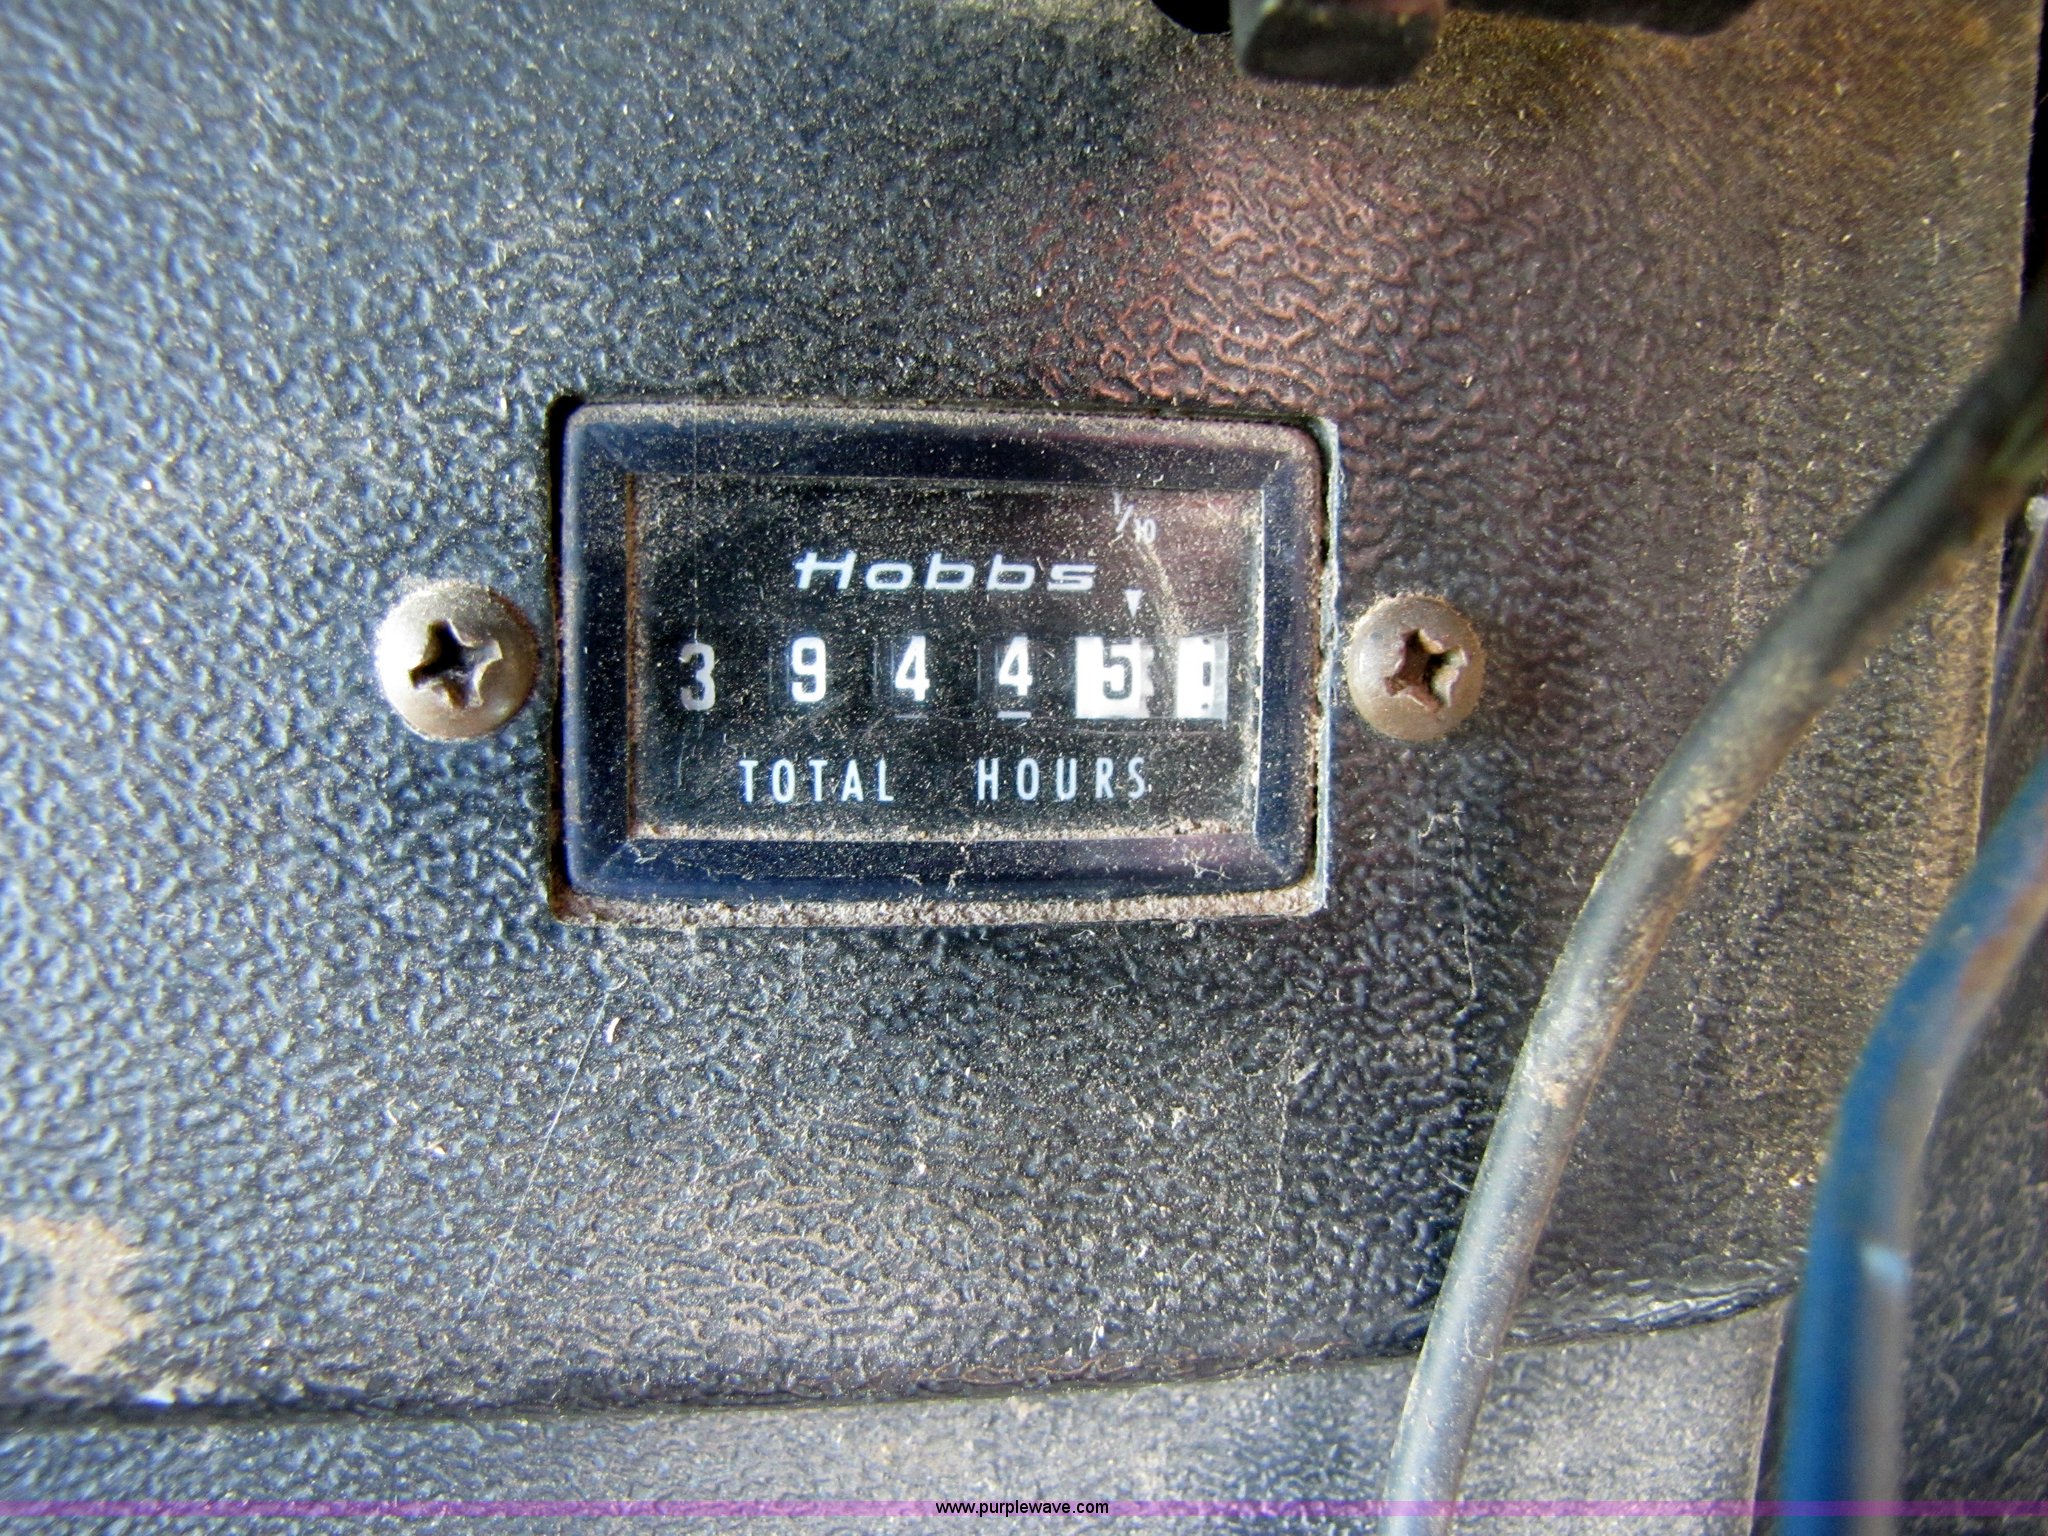 1/10
Hobbs
3 9 4 4 5
TOTAL HOURS
www.purplewave.com